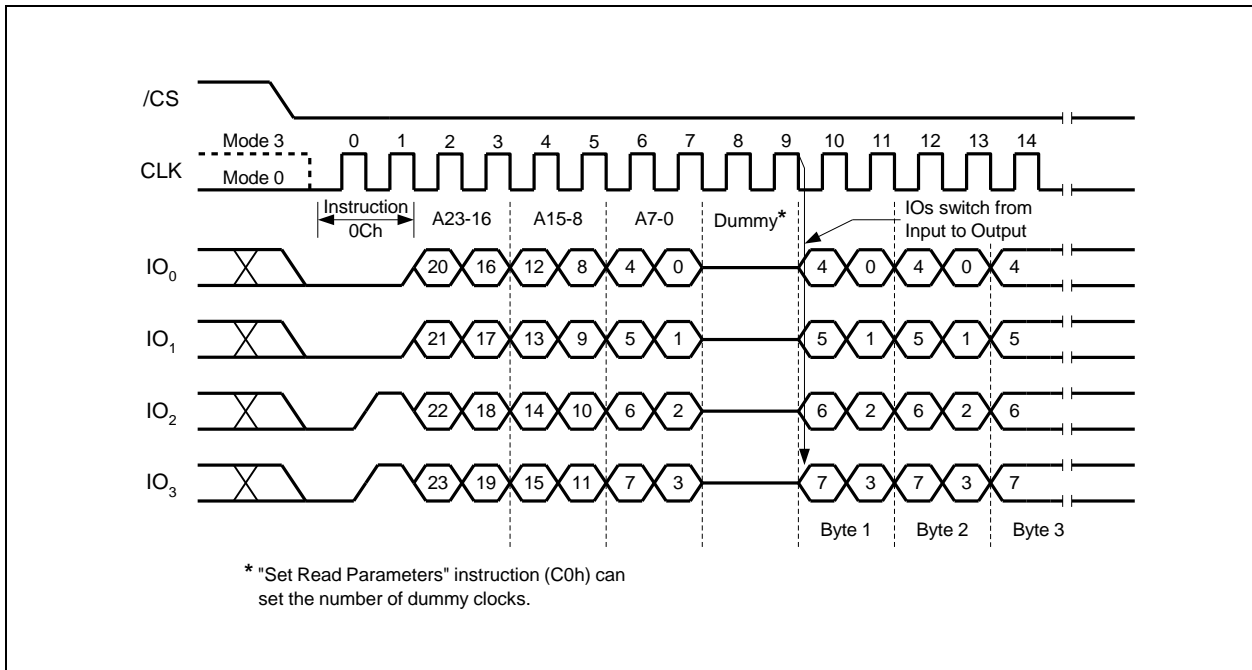 /CS
Mode 3
0 1 2 3 4 5 6 7 8 9 10 11 12 13 14
CLK
Mode 0
Instruction
0Ch
A23-16 A15-8 A7-0 Dummy*
IOs switch from
Input to Output
IO0 20 16 12 8 4 0 4 0 4 0 4
IO1 21 17 13 9 5 1 5 1 5 1 5
IO2 22 18 14 10 6 2 6 2 6 2 6
IO3 23 19 15 11 7 3 7 3 7 3 7
Byte 1 Byte 2 Byte 3
* "Set Read Parameters" instruction (C0h) can
set the number of dummy clocks.